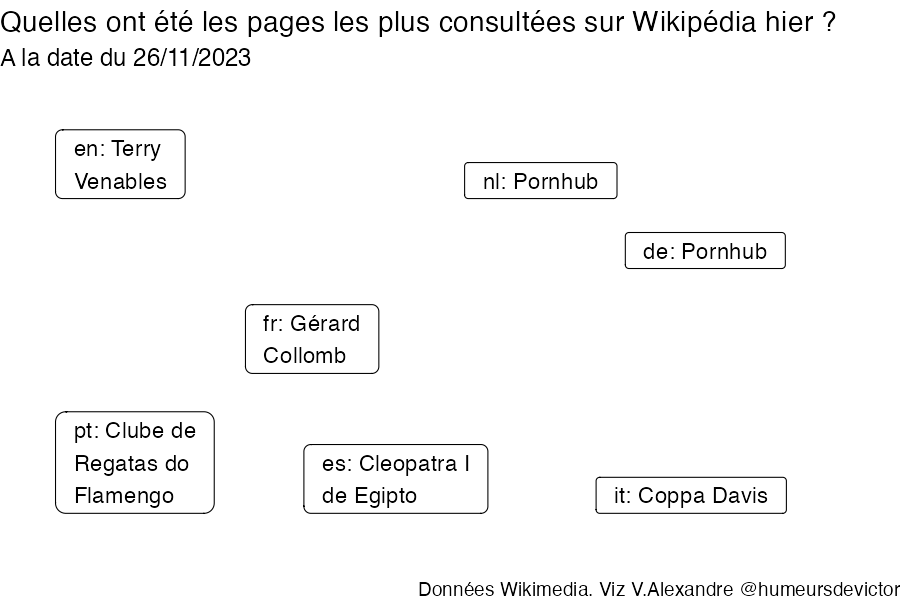 Quelles ont été les pages les plus consultées sur Wikipédia hier ?
A la date du 26/11/2023
en: Terry
Venables
nl: Pornhub
de: Pornhub
fr: Gérard
Collomb
pt: Clube de
Regatas do
Flamengo
es: Cleopatra I
de Egipto
it: Coppa Davis
Données Wikimedia. Viz V.Alexandre @humeursdevictor